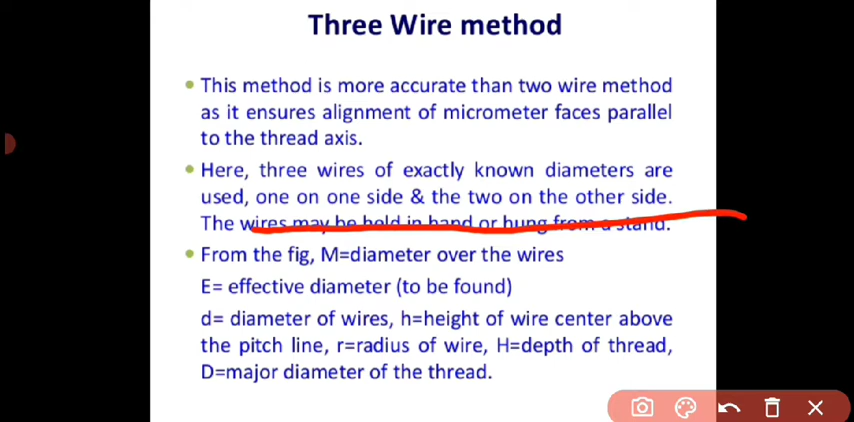 Three Wire method
This method is more accurate than two wire method
as it ensures alignment of micrometer faces parallel
to the thread axis.
Here, three wires of exactly known diameters are
used, one on one side & the two on the other side.
The wires may be held in hand or hung from a stand.
From the fig, M=diameter over the wires
E= effective diameter (to be found)
d= diameter of wires, h=height of wire center above
the pitch line, r=radius of wire, H=depth of thread,
D=major diameter of the thread.